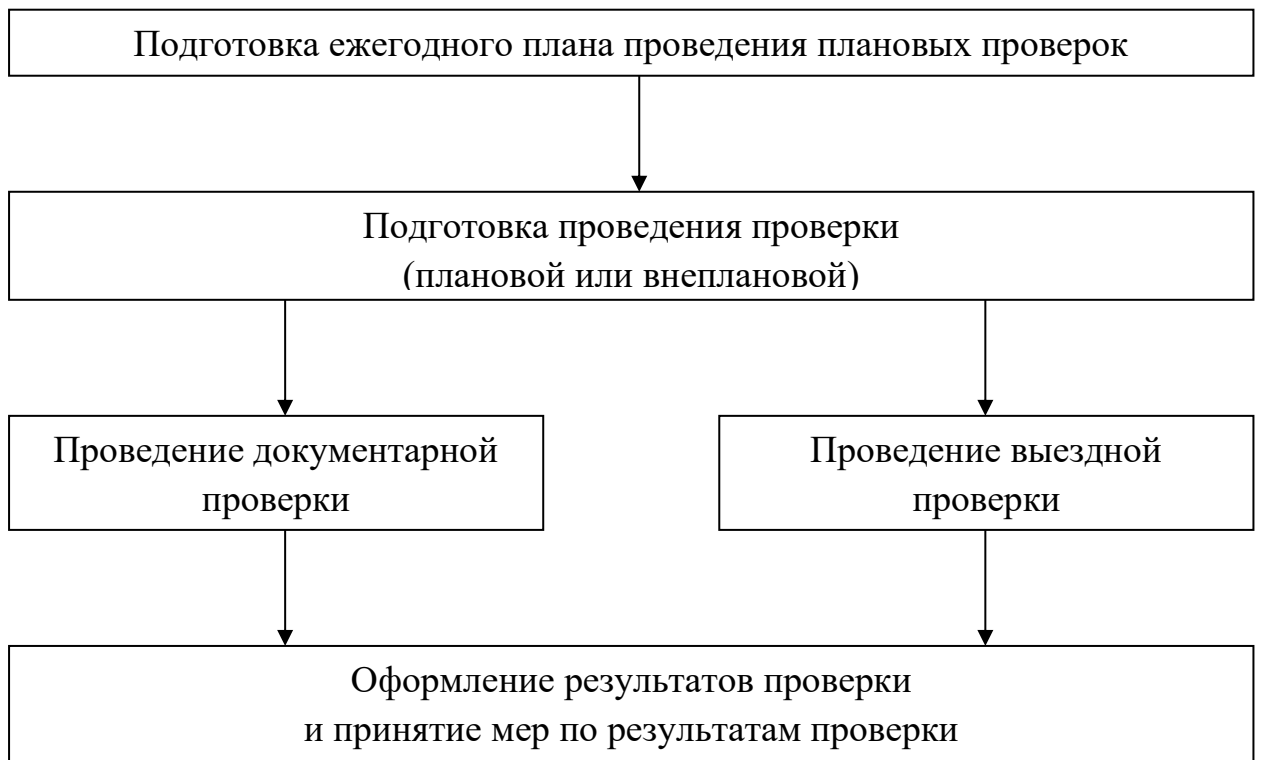 Подготовка ежегодного плана проведения плановых проверок
Подготовка проведения проверки
(плановой или внеплановой)
Проведение документарной
проверки
Проведение выездной
проверки
Оформление результатов проверки
и принятие мер по результатам проверки